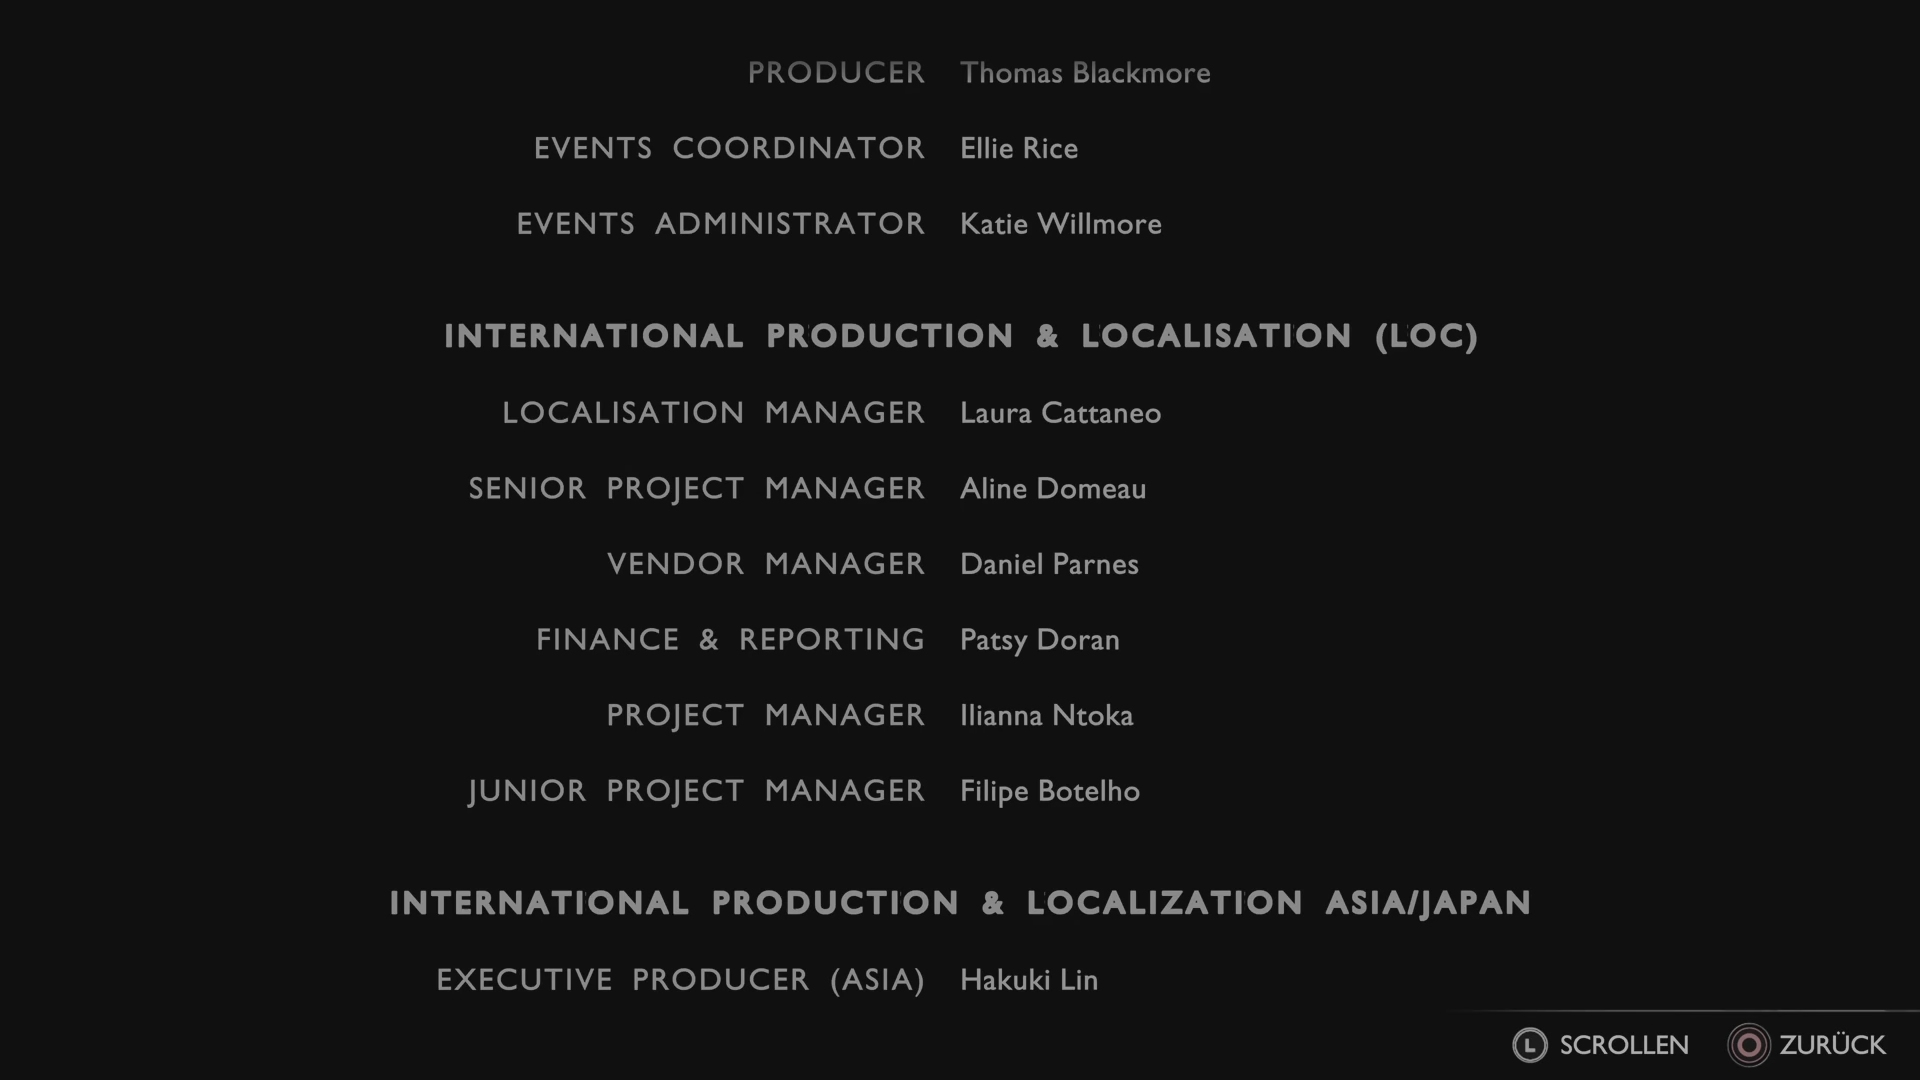 PRODUCER Thomas Blackmore
EVENTS COORDINATOR Ellie Rice
EVENTS ADMINISTRATOR Katie Willmore
INTERNATIONAL PRODUCTION & LOCALISATION (LOC)
LOCALISATION MANAGER Laura Cattaneo
SENIOR PROJECT MANAGER Aline Domeau
VENDOR MANAGER Daniel Parnes
FINANCE & REPORTING Patsy Doran
PROJECT MANAGER Ilianna Ntoka
JUNIOR PROJECT MANAGER Filipe Botelho
INTERNATIONAL PRODUCTION & LOCALIZATION ASIA/JAPAN
EXECUTIVE PRODUCER (ASIA) Hakuki Lin
L SCROLLEN ZURÜCK